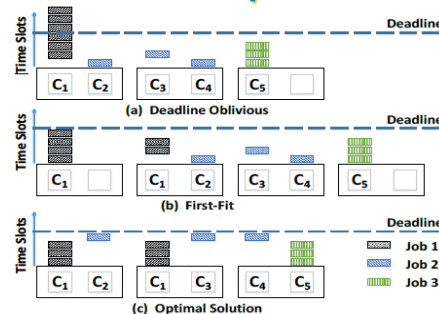 Time Slots
Deadline
C1 C2 C3 C4 C5
(a) Deadline Oblivious
Time Slots
Deadline
C1 C1 C2 C3 C4 C5
(b) First-Fit
Time Slots
Deadline
Job 1
Job 2
Job 3
C1 C2 C1 C3 C4 C5
(c) Optimal Solution